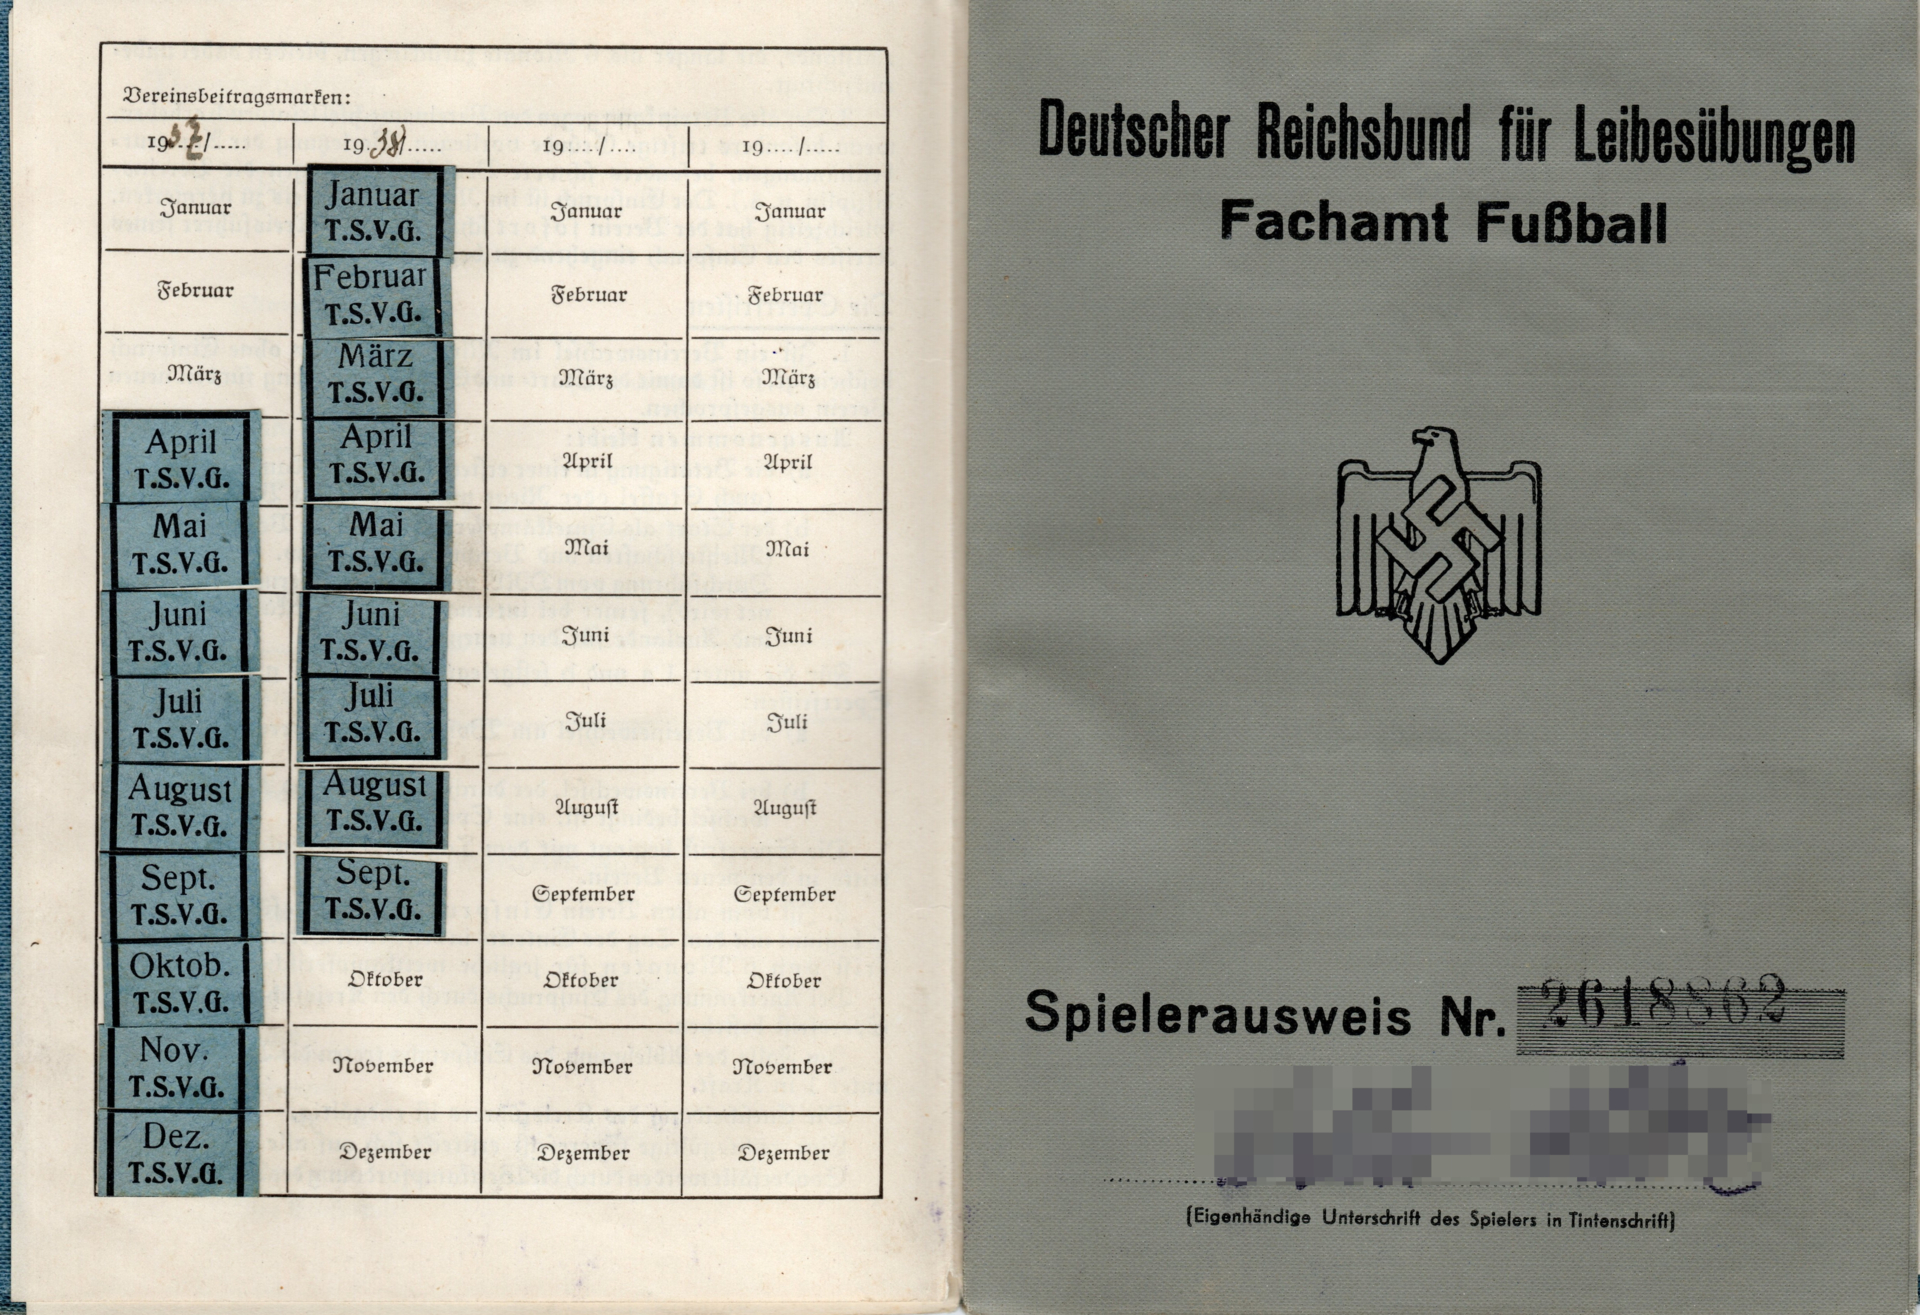 Vereinsbeitragsmarken:
1937/..... 1938/..... 19..../..... 19..../.....
Januar Januar T.S.V.G. Januar Januar
Februar Februar T.S.V.G. Februar Februar
März März T.S.V.G. März März
April T.S.V.G. April T.S.V.G. April April
Mai T.S.V.G. Mai T.S.V.G. Mai Mai
Juni T.S.V.G. Juni T.S.V.G. Juni Juni
Juli T.S.V.G. Juli T.S.V.G. Juli Juli
August T.S.V.G. August T.S.V.G. August August
Sept. T.S.V.G. Sept. T.S.V.G. September September
Oktob. T.S.V.G. Oktober Oktober Oktober
Nov. T.S.V.G. November November November
Dez. T.S.V.G. Dezember Dezember Dezember
Deutscher Reichsbund für Leibesübungen
Fachamt Fußball
Spielerausweis Nr. 2618862
(Eigenhändige Unterschrift des Spielers in Tintenschrift)